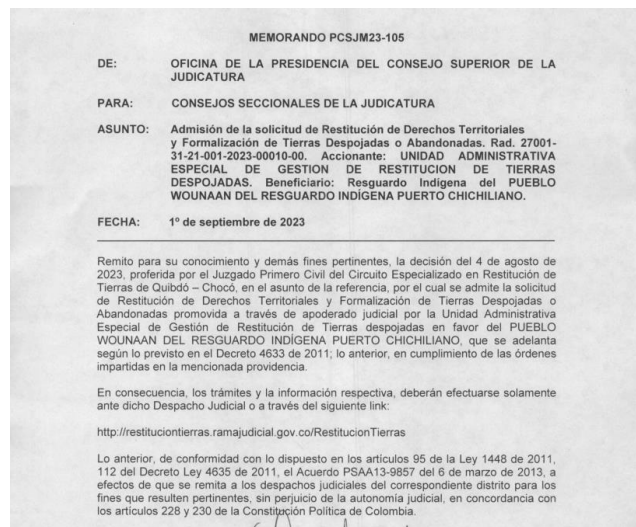 MEMORANDO PCSJM23-105
DE: OFICINA DE LA PRESIDENCIA DEL CONSEJO SUPERIOR DE LA
JUDICATURA
PARA: CONSEJOS SECCIONALES DE LA JUDICATURA
ASUNTO: Admisión de la solicitud de Restitución de Derechos Territoriales
y Formalización de Tierras Despojadas o Abandonadas. Rad. 27001-
31-21-001-2023-00010-00. Accionante: UNIDAD ADMINISTRATIVA
ESPECIAL DE GESTION DE RESTITUCION DE TIERRAS
DESPOJADAS. Beneficiario: Resguardo Indígena del PUEBLO
WOUNAAN DEL RESGUARDO INDÍGENA PUERTO CHICHILIANO.
FECHA: 1º de septiembre de 2023
Remito para su conocimiento y demás fines pertinentes, la decisión del 4 de agosto de
2023, proferida por el Juzgado Primero Civil del Circuito Especializado en Restitución de
Tierras de Quibdó – Chocó, en el asunto de la referencia, por el cual se admite la solicitud
de Restitución de Derechos Territoriales y Formalización de Tierras Despojadas o
Abandonadas promovida a través de apoderado judicial por la Unidad Administrativa
Especial de Gestión de Restitución de Tierras despojadas en favor del PUEBLO
WOUNAAN DEL RESGUARDO INDÍGENA PUERTO CHICHILIANO, que se adelanta
según lo previsto en el Decreto 4633 de 2011; lo anterior, en cumplimiento de las órdenes
impartidas en la mencionada providencia.
En consecuencia, los trámites y la información respectiva, deberán efectuarse solamente
ante dicho Despacho Judicial o a través del siguiente link:
http://restituciontierras.ramajudicial.gov.co/RestitucionTierras
Lo anterior, de conformidad con lo dispuesto en los artículos 95 de la Ley 1448 de 2011,
112 del Decreto Ley 4635 de 2011, el Acuerdo PSAA13-9857 del 6 de marzo de 2013, a
efectos de que se remita a los despachos judiciales del correspondiente distrito para los
fines que resulten pertinentes, sin perjuicio de la autonomía judicial, en concordancia con
los artículos 228 y 230 de la Constitución Política de Colombia.